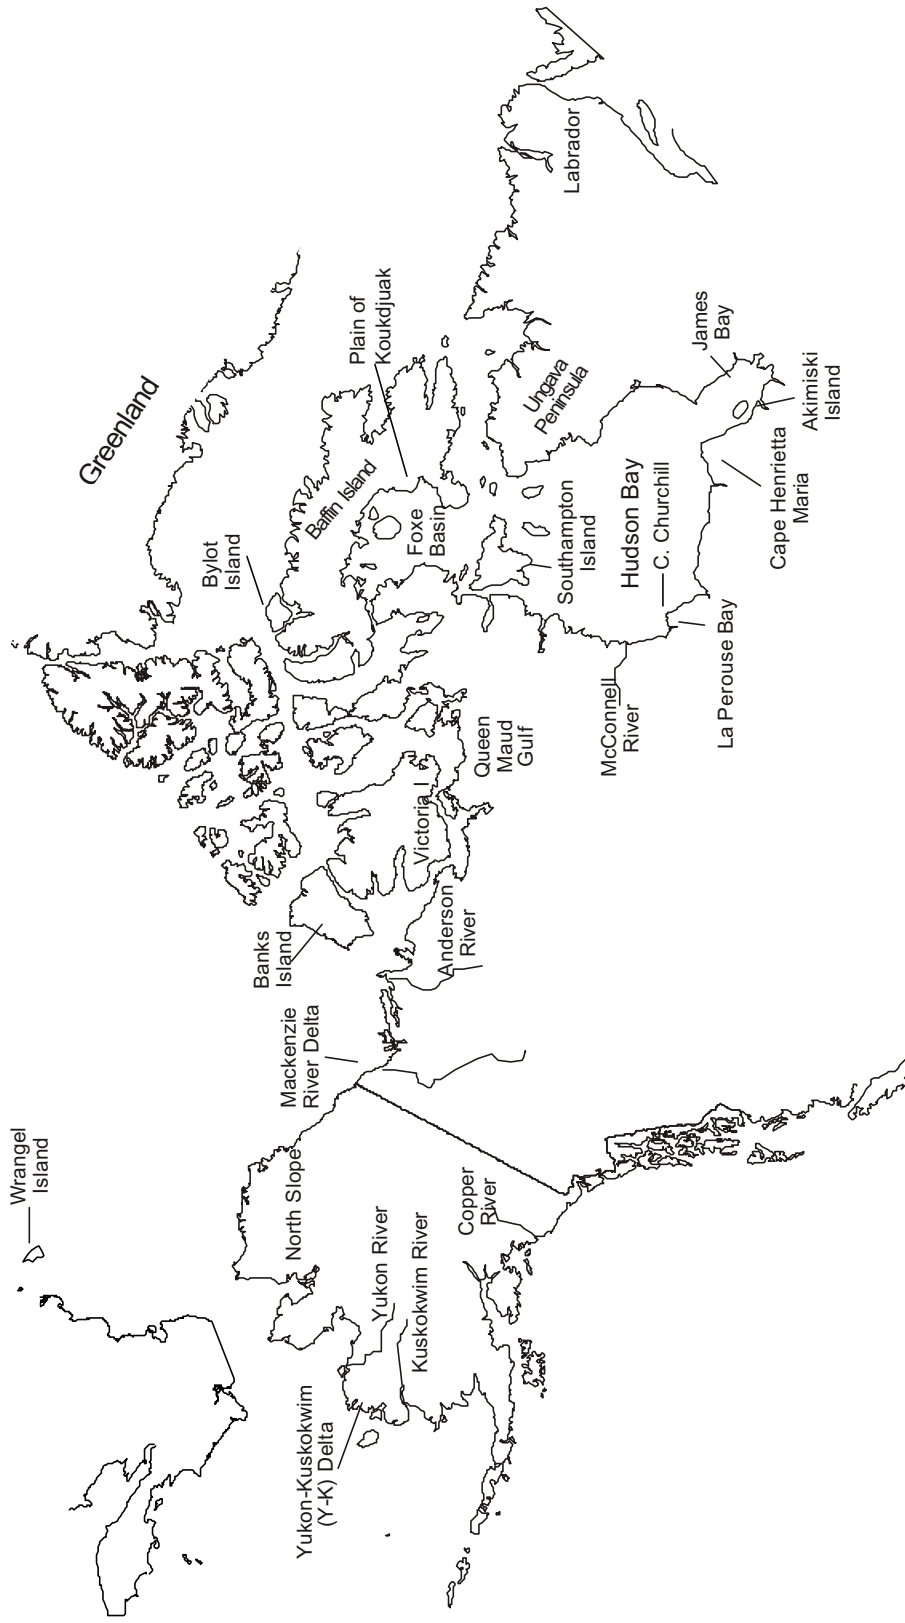 Wrangel
Island
Greenland
Bylot
Island
Baffin Island
Plain of
Koukdjuak
Foxe
Basin
Banks
Island
Victoria I.
Mackenzie
River Delta
North Slope
Anderson
River
Queen
Maud
Gulf
Yukon River
Kuskokwim River
Yukon-Kuskokwim
(Y-K) Delta
Copper
River
Southampton
Island
Ungava
Peninsula
Labrador
Hudson Bay
C. Churchill
McConnell
River
La Perouse Bay
James
Bay
Akimiski
Island
Cape Henrietta
Maria